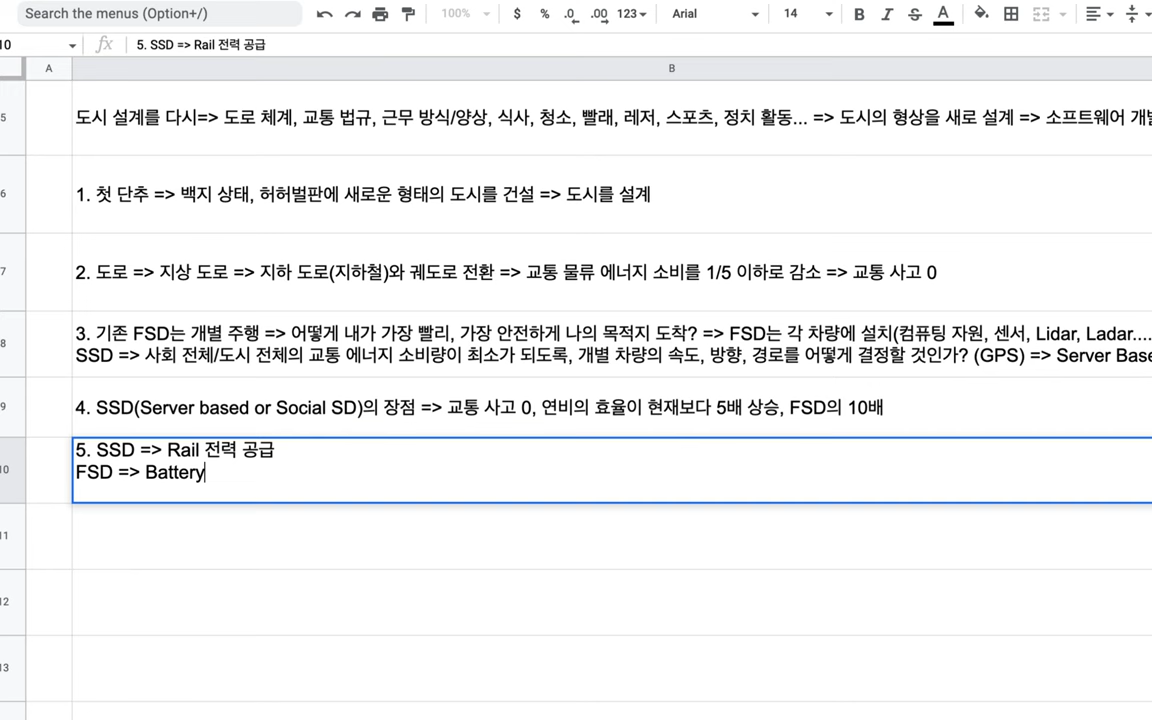 Search the menus (Option+/)
100%
$ % .0 .00 123 Arial 14 B I S A
10
fx 5. SSD => Rail 전력 공급
A B
5 도시 설계를 다시=> 도로 체계, 교통 법규, 근무 방식/양상, 식사, 청소, 빨래, 레저, 스포츠, 정치 활동... => 도시의 형상을 새로 설계 => 소프트웨어
6 1. 첫 단추 => 백지 상태, 허허벌판에 새로운 형태의 도시를 건설 => 도시를 설계
7 2. 도로 => 지상 도로 => 지하 도로(지하철)와 궤도로 전환 => 교통 물류 에너지 소비를 1/5 이하로 감소 => 교통 사고 0
8 3. 기존 FSD는 개별 주행 => 어떻게 내가 가장 빨리, 가장 안전하게 나의 목적지 도착? => FSD는 각 차량에 설치(컴퓨팅 자원, 센서, Lidar, Ladar....
SSD => 사회 전체/도시 전체의 교통 에너지 소비량이 최소가 되도록, 개별 차량의 속도, 방향, 경로를 어떻게 결정할 것인가? (GPS) => Server
9 4. SSD(Server based or Social SD)의 장점 => 교통 사고 0, 연비의 효율이 현재보다 5배 상승, FSD의 10배
10 5. SSD => Rail 전력 공급
FSD => Battery
11
12
13